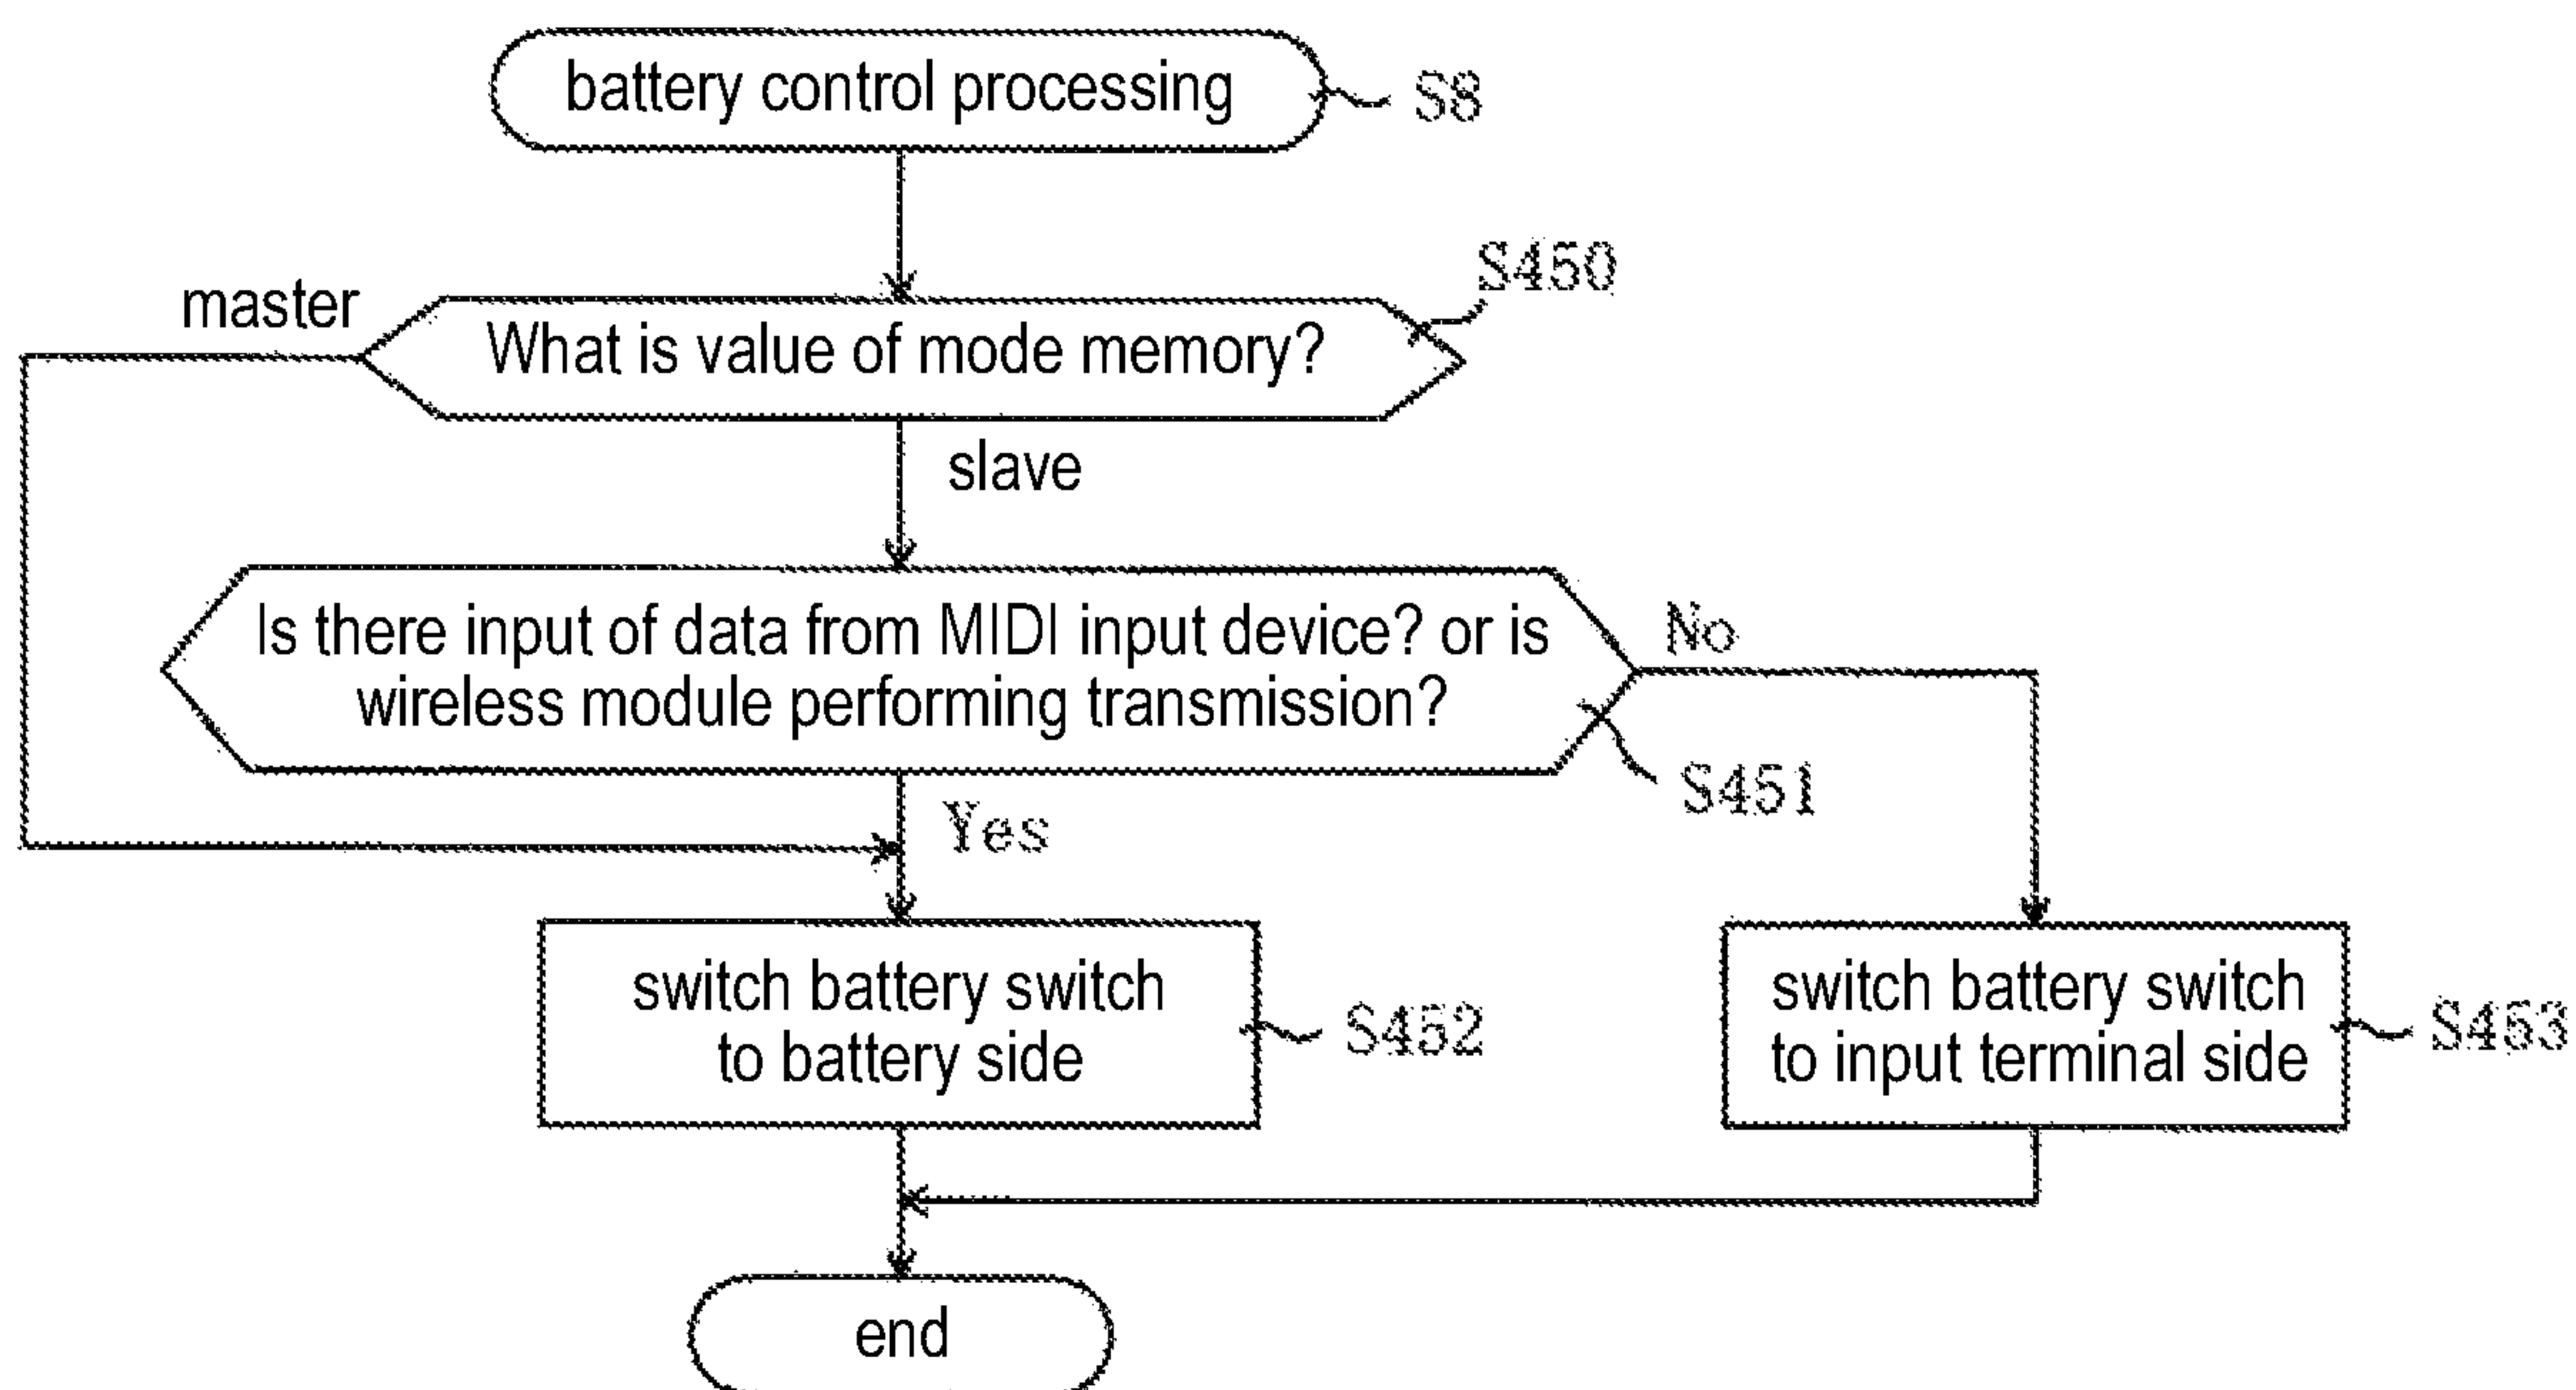 battery control processing
S8
S450
master
What is value of mode memory?
slave
Is there input of data from MIDI input device? or is
wireless module performing transmission?
No
S451
Yes
switch battery switch
to battery side
S452
switch battery switch
to input terminal side
S453
end